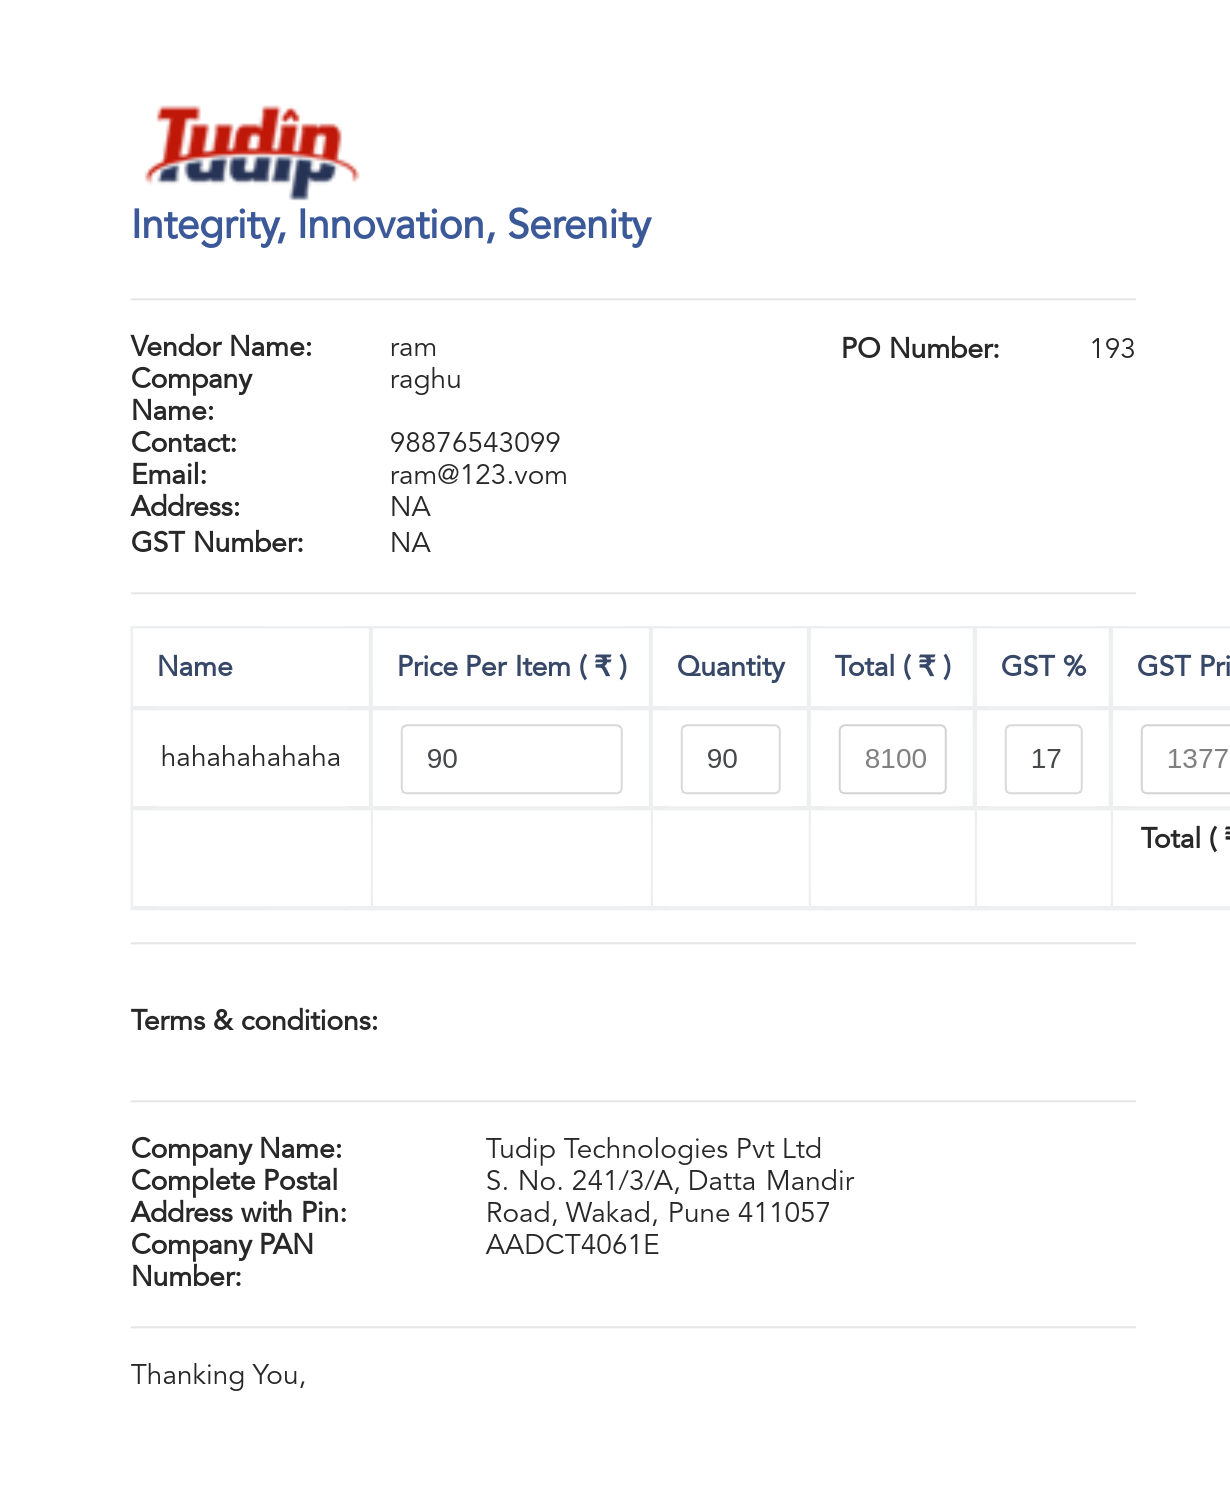 Tudip
Integrity, Innovation, Serenity
Vendor Name: ram PO Number: 193
Company Name: raghu
Contact: 98876543099
Email: ram@123.vom
Address: NA
GST Number: NA
Name Price Per Item ( ₹ ) Quantity Total ( ₹ ) GST % GST Pri
hahahahahaha 90 90 8100 17 1377
Total ( ₹
Terms & conditions:
Company Name: Tudip Technologies Pvt Ltd
Complete Postal S. No. 241/3/A, Datta Mandir
Address with Pin: Road, Wakad, Pune 411057
Company PAN AADCT4061E
Number:
Thanking You,